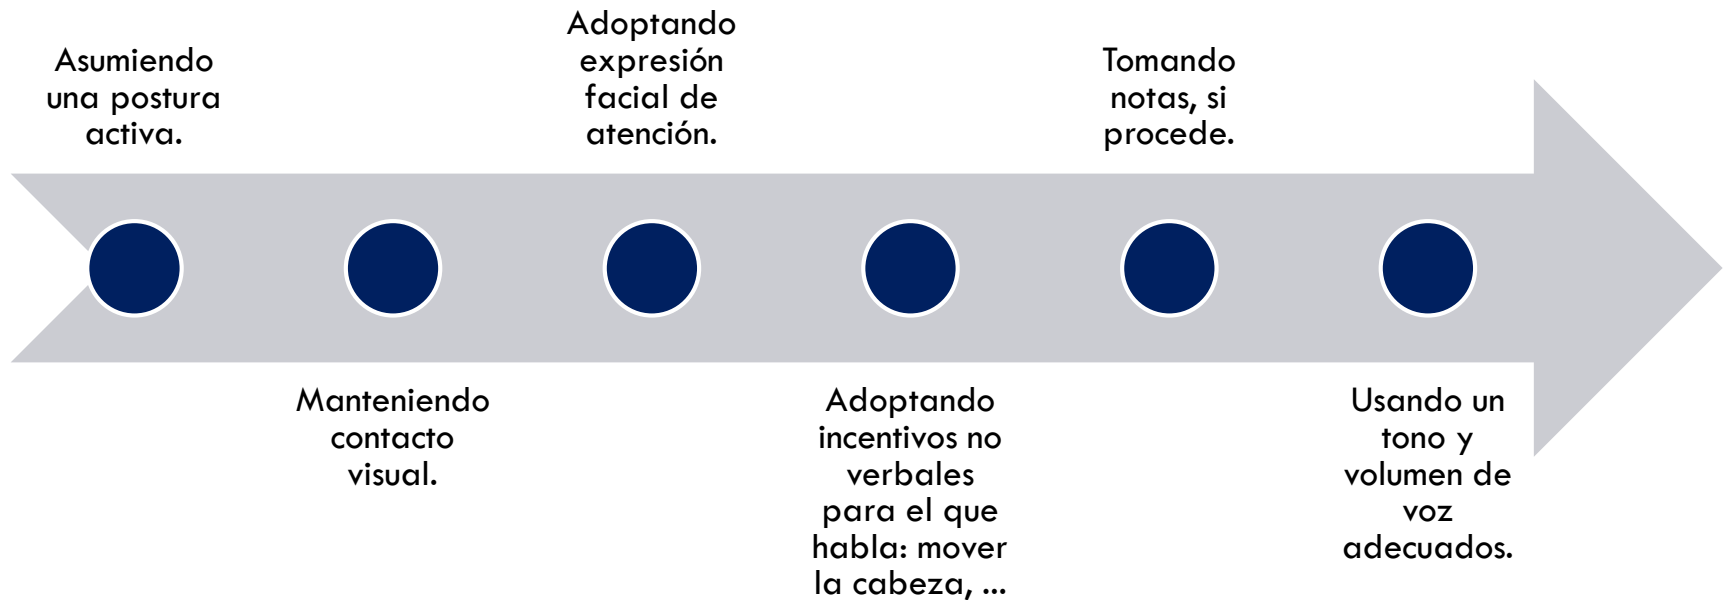 Asumiendo
una postura
activa.
Manteniendo
contacto
visual.
Adoptando
expresión
facial de
atención.
Adoptando
incentivos no
verbales
para el que
habla: mover
la cabeza, ...
Tomando
notas, si
procede.
Usando un
tono y
volumen de
voz
adecuados.